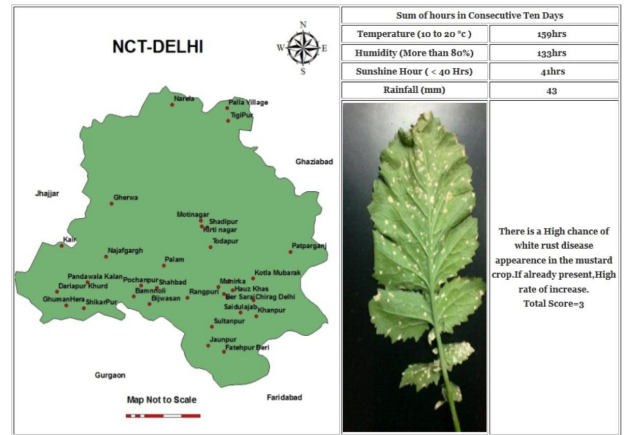 NCT-DELHI
N
W E
S
Narela
Palla Village
TigiPur
Ghaziabad
Jhajjar
Gherwa
Motinagar
Shadipur
Kirti nagar
Todapur
Kair
Patparganj
Najafgargh
Palam
Pandawala Kalan
Pochanpur
Shahbad
Kotla Mubarak
Dariapur Khurd
Bamnroli
Rangpuri
Munirka
Hauz Khas
Ber Sarai
Chirag Delhi
GhumanHera
ShikarPur
Bijwasan
Saidulajab
Khanpur
Sultanpur
Jaunpur
Fatehpur Beri
Gurgaon
Map Not to Scale
Faridabad
Sum of hours in Consecutive Ten Days
Temperature (10 to 20 °c ) 159hrs
Humidity (More than 80%) 133hrs
Sunshine Hour ( < 40 Hrs) 41hrs
Rainfall (mm) 43
There is a High chance of
white rust disease
appearence in the mustard
crop.If already present,High
rate of increase.
Total Score=3